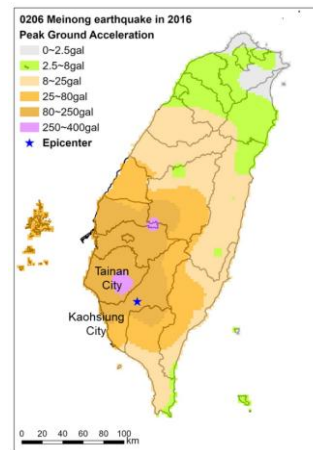 0206 Meinong earthquake in 2016
Peak Ground Acceleration
0~2.5gal
2.5~8gal
8~25gal
25~80gal
80~250gal
250~400gal
Epicenter
Tainan
City
Kaohsiung
City
0 20 40 60 80 100
km